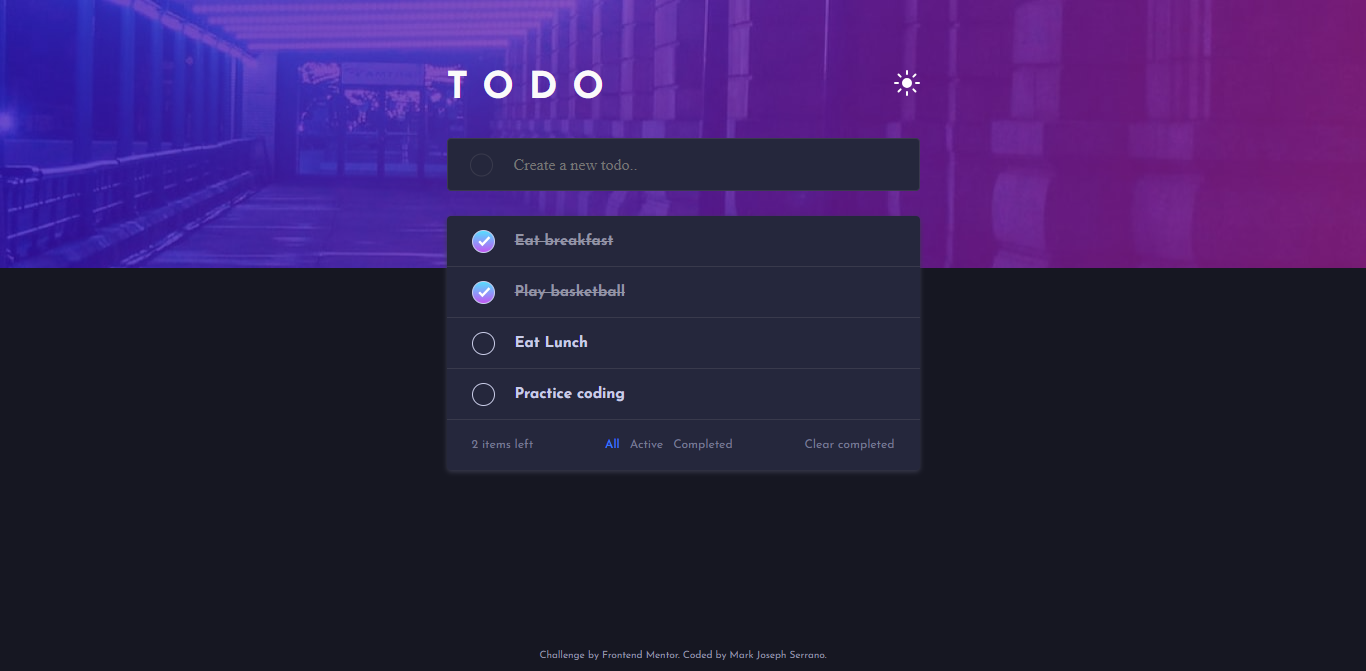 TODO
Create a new todo..
Eat breakfast
Play basketball
Eat Lunch
Practice coding
2 items left All Active Completed Clear completed
Challenge by Frontend Mentor. Coded by Mark Joseph Serrano.